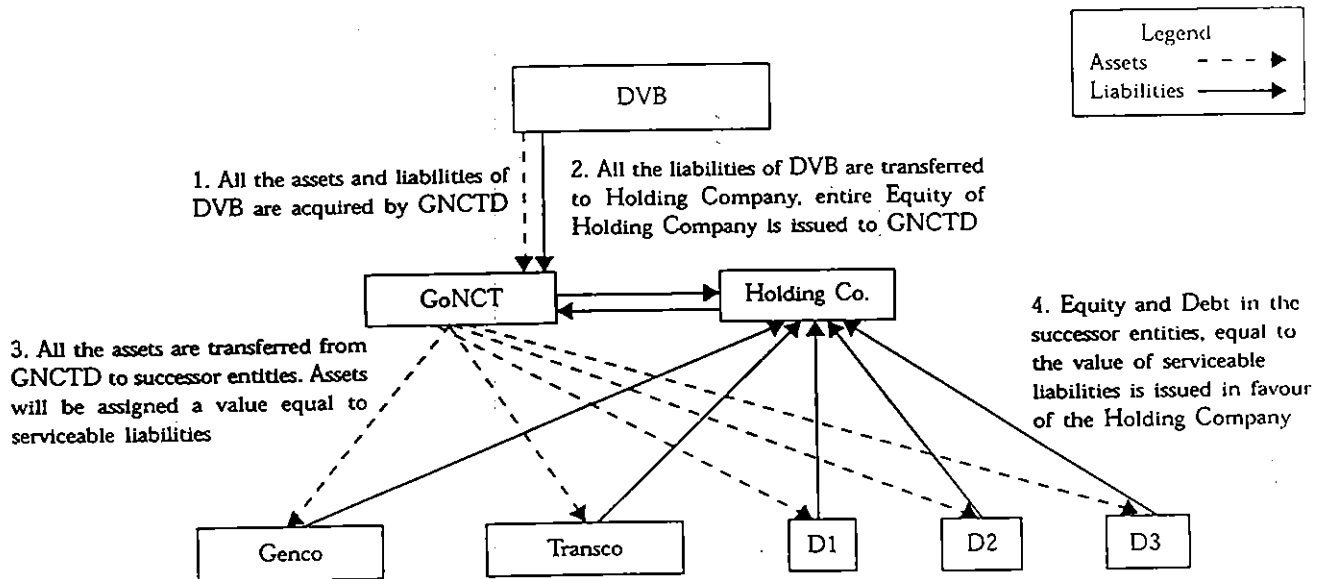 Legend
Assets
Liabilities
DVB
1. All the assets and liabilities of
DVB are acquired by GNCTD
2. All the liabilities of DVB are transferred
to Holding Company, entire Equity of
Holding Company is issued to GNCTD
GoNCT
Holding Co.
3. All the assets are transferred from
GNCTD to successor entities. Assets
will be assigned a value equal to
serviceable liabilities
4. Equity and Debt in the
successor entities, equal to
the value of serviceable
liabilities is issued in favour
of the Holding Company
Genco
Transco
D1
D2
D3